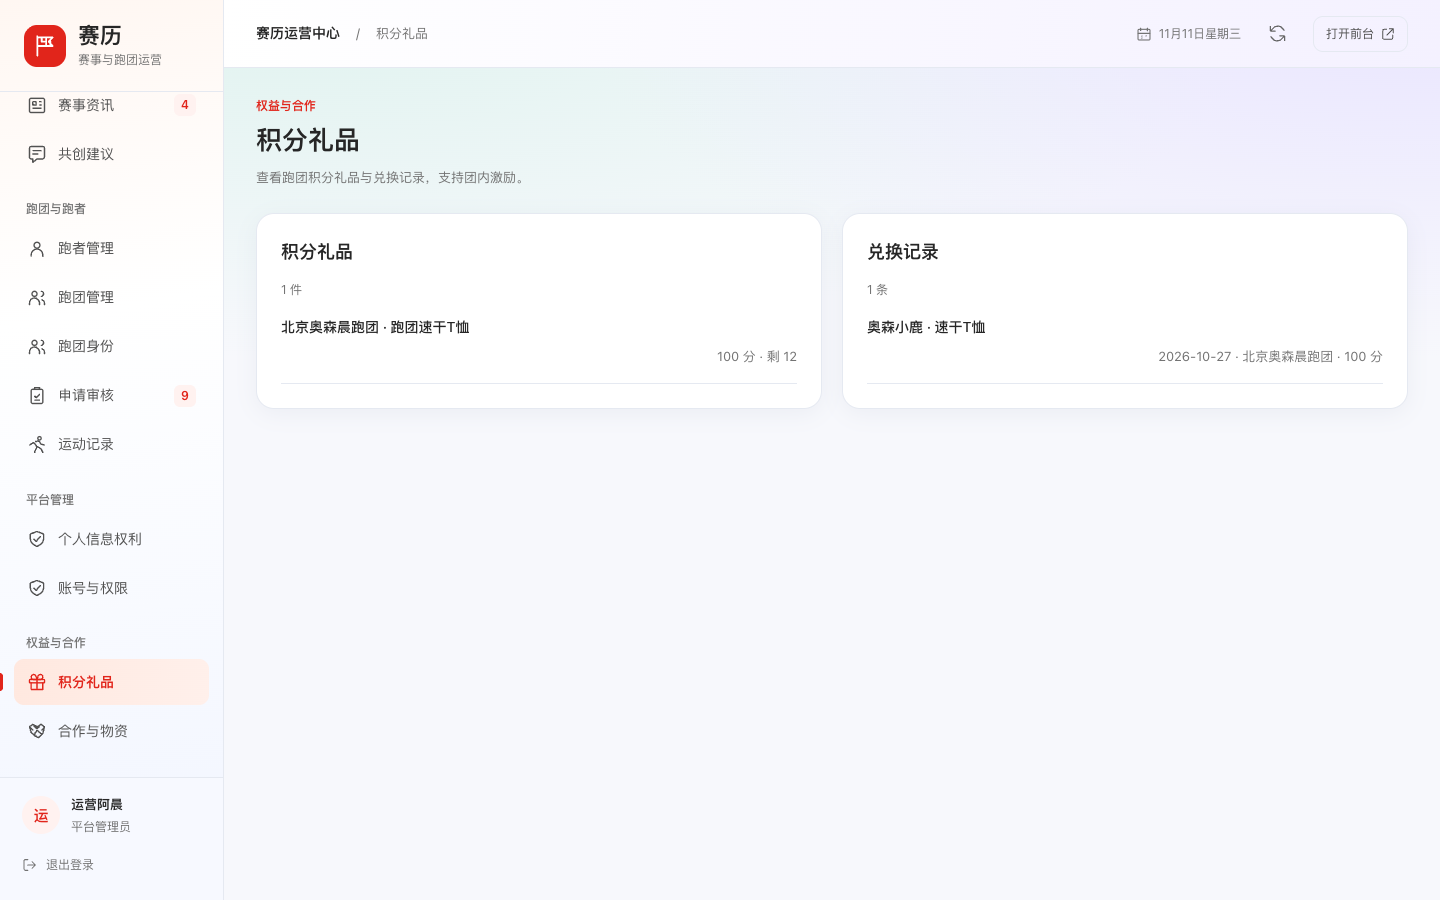 赛历
赛事与跑团运营
赛事资讯 4
共创建议
跑团与跑者
跑者管理
跑团管理
跑团身份
申请审核 9
运动记录
平台管理
个人信息权利
账号与权限
权益与合作
积分礼品
合作与物资
运
运营阿晨
平台管理员
退出登录
赛历运营中心 / 积分礼品
11月11日星期三
打开前台
权益与合作
积分礼品
查看跑团积分礼品与兑换记录，支持团内激励。
积分礼品
1 件
北京奥森晨跑团 · 跑团速干T恤
100 分 · 剩 12
兑换记录
1 条
奥森小鹿 · 速干T恤
2026-10-27 · 北京奥森晨跑团 · 100 分